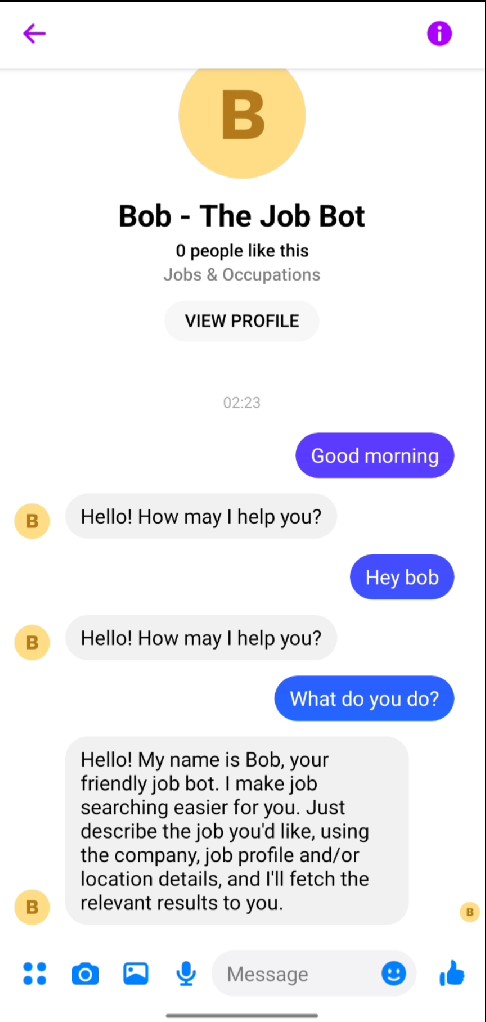 B
Bob - The Job Bot
0 people like this
Jobs & Occupations
VIEW PROFILE
02:23
Good morning
B
Hello! How may I help you?
Hey bob
B
Hello! How may I help you?
What do you do?
Hello! My name is Bob, your
friendly job bot. I make job
searching easier for you. Just
describe the job you'd like, using
the company, job profile and/or
location details, and I'll fetch the
relevant results to you.
B
B
Message